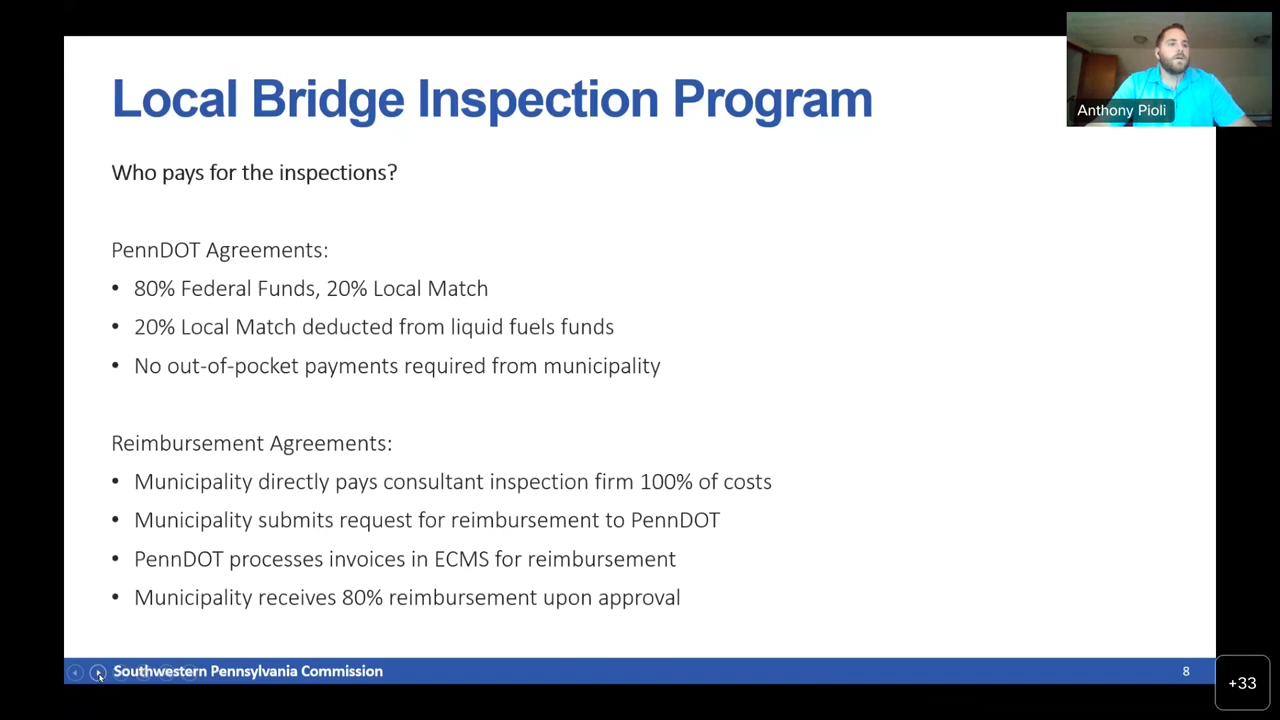 Local Bridge Inspection Program
Anthony Pioli
Who pays for the inspections?
PennDOT Agreements:
• 80% Federal Funds, 20% Local Match
• 20% Local Match deducted from liquid fuels funds
• No out-of-pocket payments required from municipality
Reimbursement Agreements:
• Municipality directly pays consultant inspection firm 100% of costs
• Municipality submits request for reimbursement to PennDOT
• PennDOT processes invoices in ECMS for reimbursement
• Municipality receives 80% reimbursement upon approval
Southwestern Pennsylvania Commission
8
+33